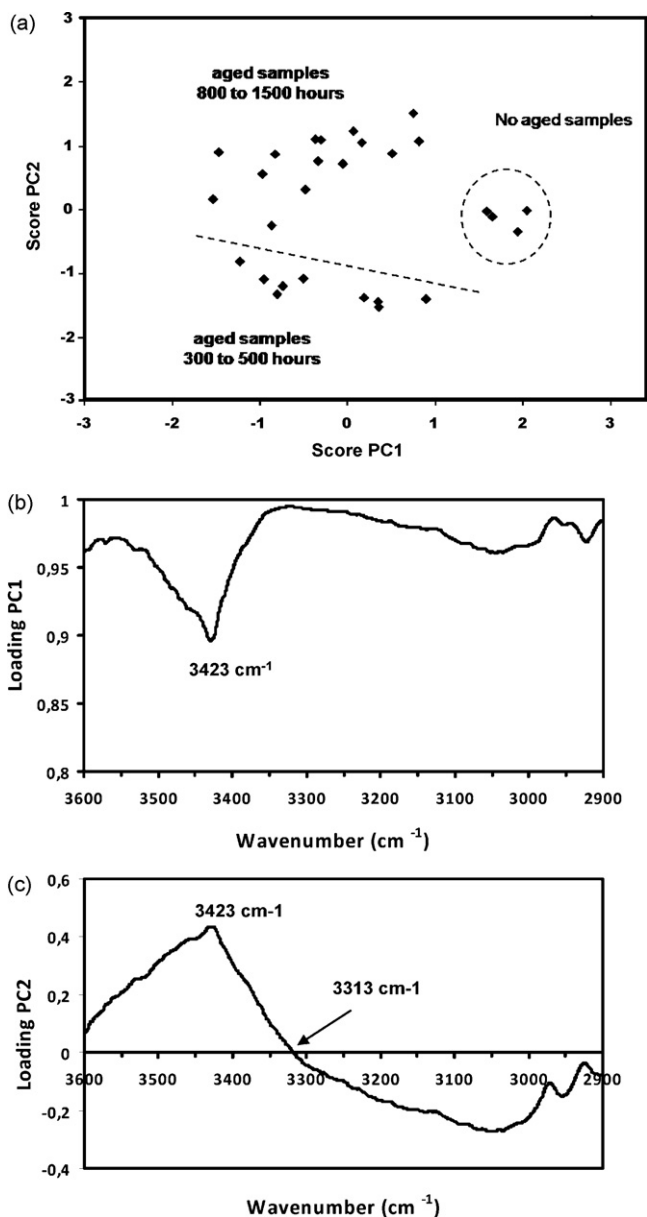 (a)
3
2
1
0
-1
-2
-3
Score PC2
aged samples
800 to 1500 hours
No aged samples
aged samples
300 to 500 hours
-3 -2 -1 0 1 2 3
Score PC1
(b)
1
0,95
0,9
0,85
0,8
Loading PC1
3423 cm-1
3600 3500 3400 3300 3200 3100 3000 2900
Wavenumber (cm -1)
(c)
0,6
0,4
0,2
0
-0,2
-0,4
Loading PC2
3423 cm-1
3313 cm-1
3600 3500 3400 3300 3200 3100 3000 2900
Wavenumber (cm -1)